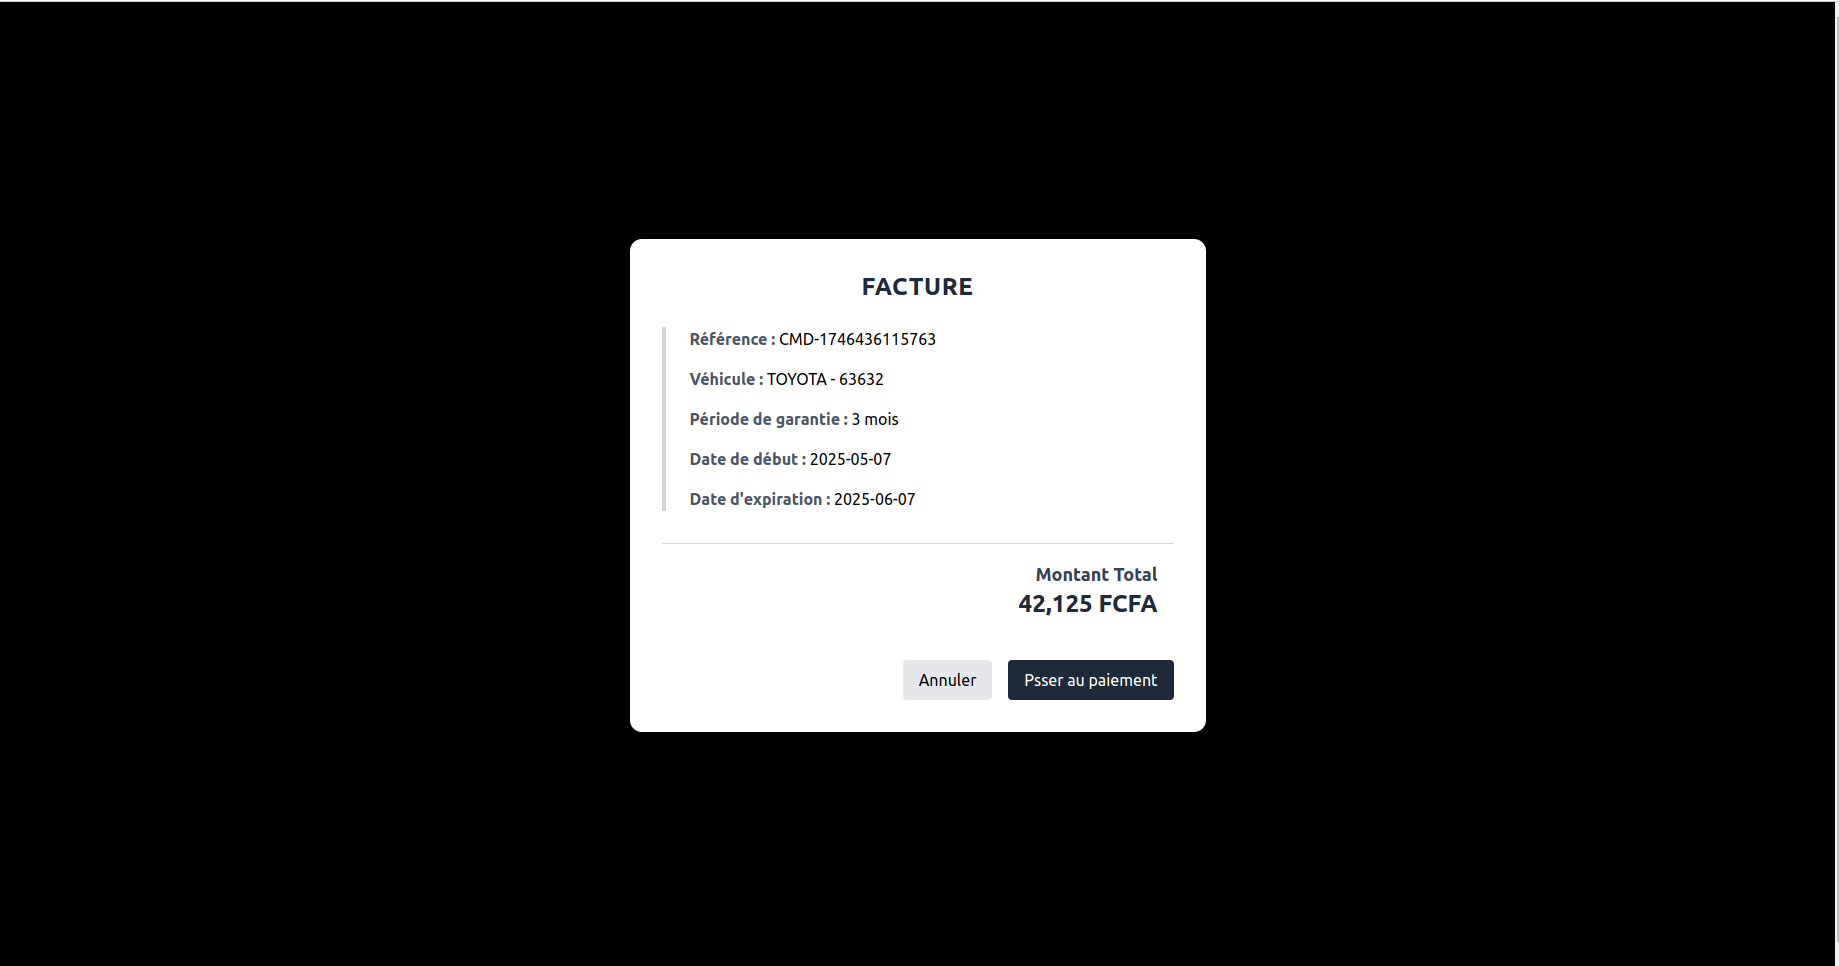 FACTURE
Référence : CMD-1746436115763
Véhicule : TOYOTA - 63632
Période de garantie : 3 mois
Date de début : 2025-05-07
Date d'expiration : 2025-06-07
Montant Total
42,125 FCFA
Annuler
Psser au paiement